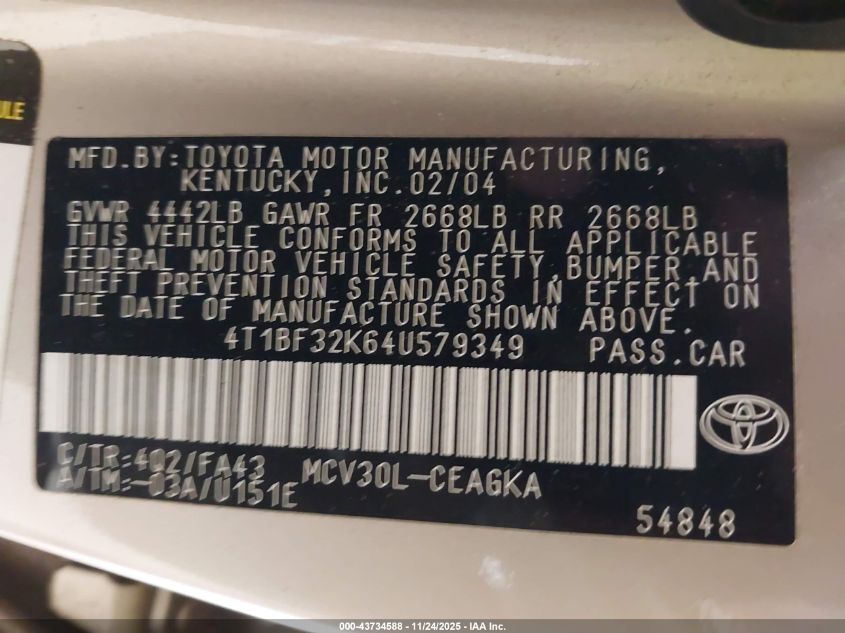 ULE
MFD.BY:TOYOTA MOTOR MANUFACTURING,
KENTUCKY,INC.02/04
GVWR 4442LB GAWR FR 2668LB RR 2668LB
THIS VEHICLE CONFORMS TO ALL APPLICABLE
FEDERAL MOTOR VEHICLE SAFETY,BUMPER,AND
THEFT PREVENTION STANDARDS IN EFFECT ON
THE DATE OF MANUFACTURE SHOWN ABOVE.
4T1BF32K64U579349 PASS.CAR
C/TR:4Q2/FA43 MCV30L-CEAGKA
A/TM:-03A/U151E
54848
000-43734588 — 11/24/2025 — IAA Inc.